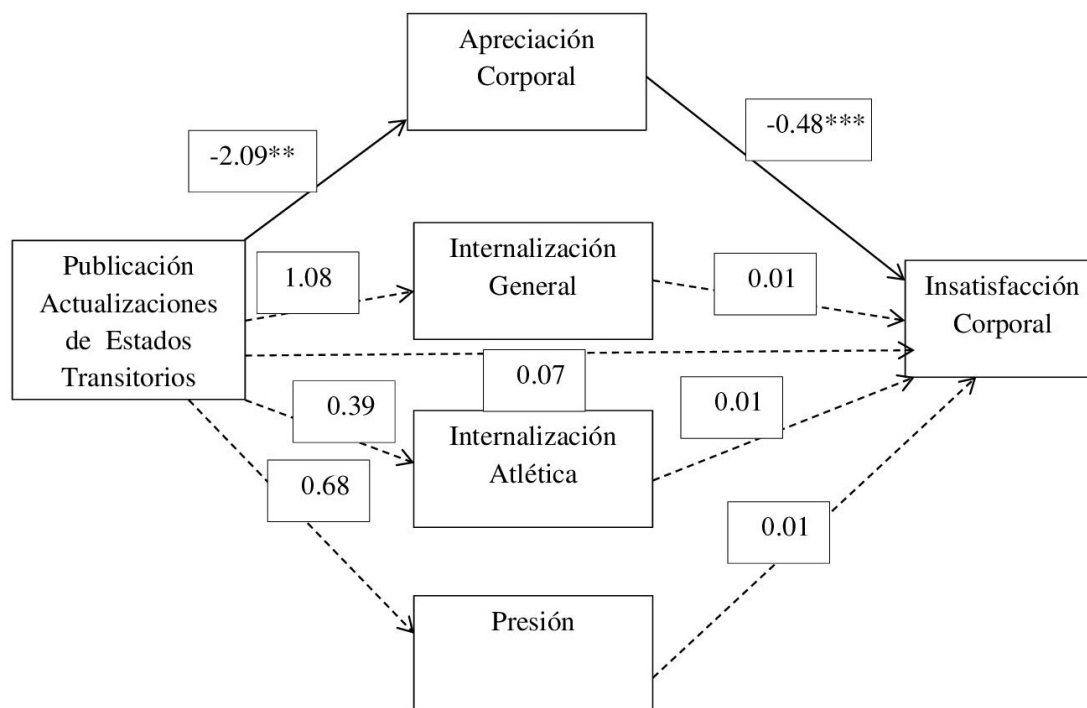 Apreciación
Corporal
-2.09**
-0.48***
Publicación
Actualizaciones
de Estados
Transitorios
1.08
Internalización
General
0.01
Insatisfacción
Corporal
0.07
0.39
Internalización
Atlética
0.01
0.68
0.01
Presión